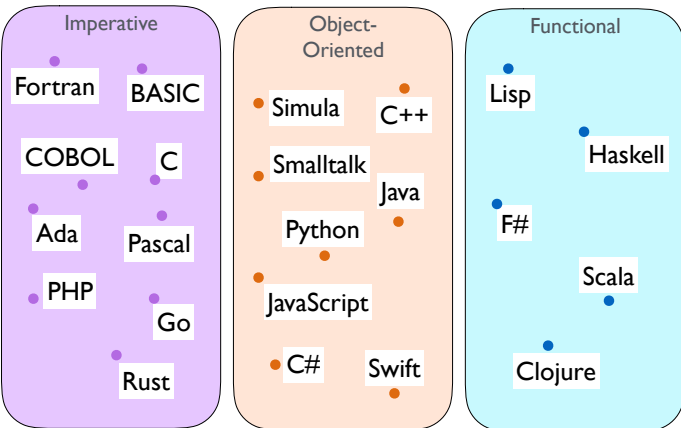 Imperative
Fortran
BASIC
COBOL
C
Ada
Pascal
PHP
Go
Rust
Object-
Oriented
Simula
C++
Smalltalk
Java
Python
JavaScript
C#
Swift
Functional
Lisp
Haskell
F#
Scala
Clojure